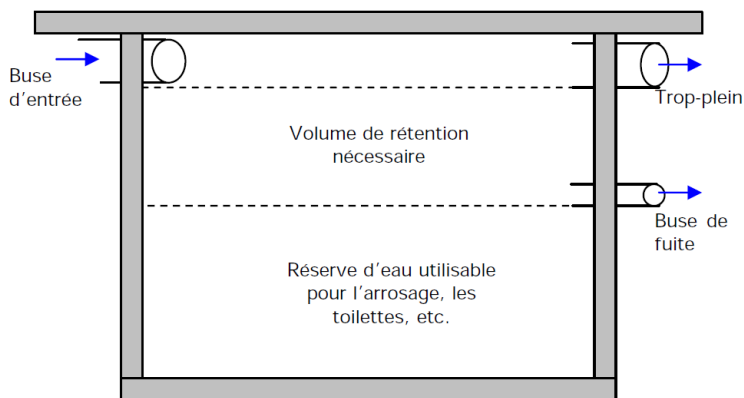 Buse
d'entrée
Trop-plein
Volume de rétention
nécessaire
Buse de
fuite
Réserve d'eau utilisable
pour l'arrosage, les
toilettes, etc.